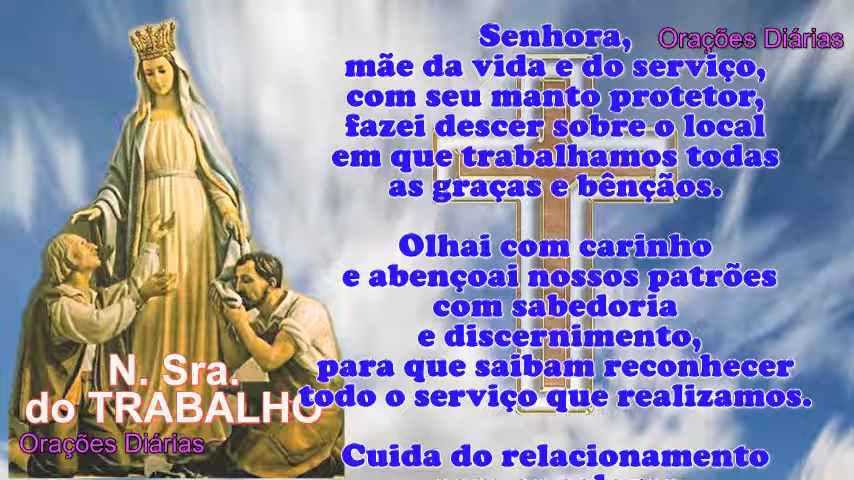 Orações Diárias
Senhora,
mãe da vida e do serviço,
com seu manto protetor,
fazei descer sobre o local
em que trabalhamos todas
as graças e bênçãos.
Olhai com carinho
e abençoai nossos patrões
com sabedoria
e discernimento,
para que saibam reconhecer
todo o serviço que realizamos.
Cuida do relacionamento
N. Sra.
do TRABALHO
Orações Diárias